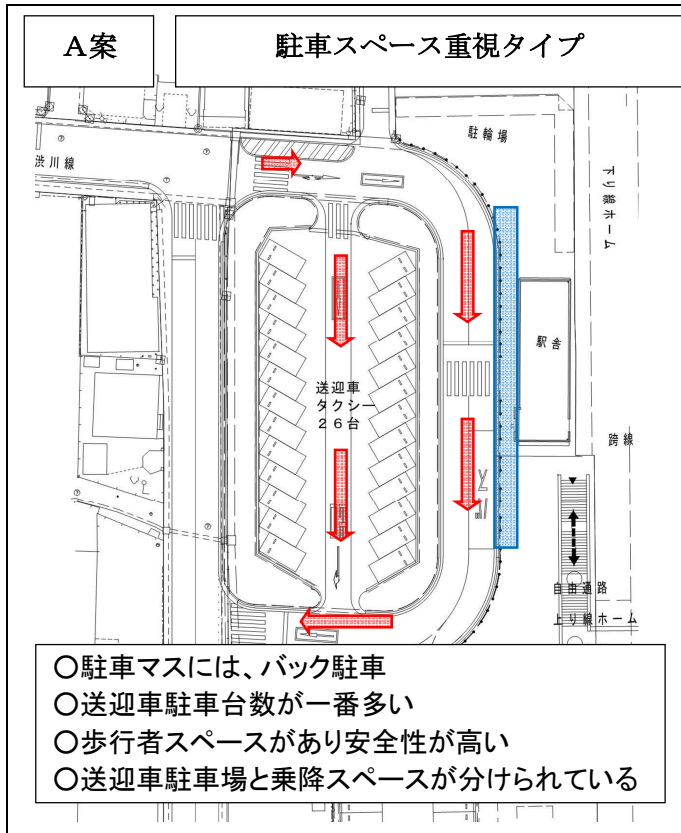 A案
駐車スペース重視タイプ
渋川線
駐輪場
下り線ホーム
駅舎
送迎車
タクシー
26台
跨線
バス
自由通路
上り線ホーム
○駐車マスには、バック駐車
○送迎車駐車台数が一番多い
○歩行者スペースがあり安全性が高い
○送迎車駐車場と乗降スペースが分けられている